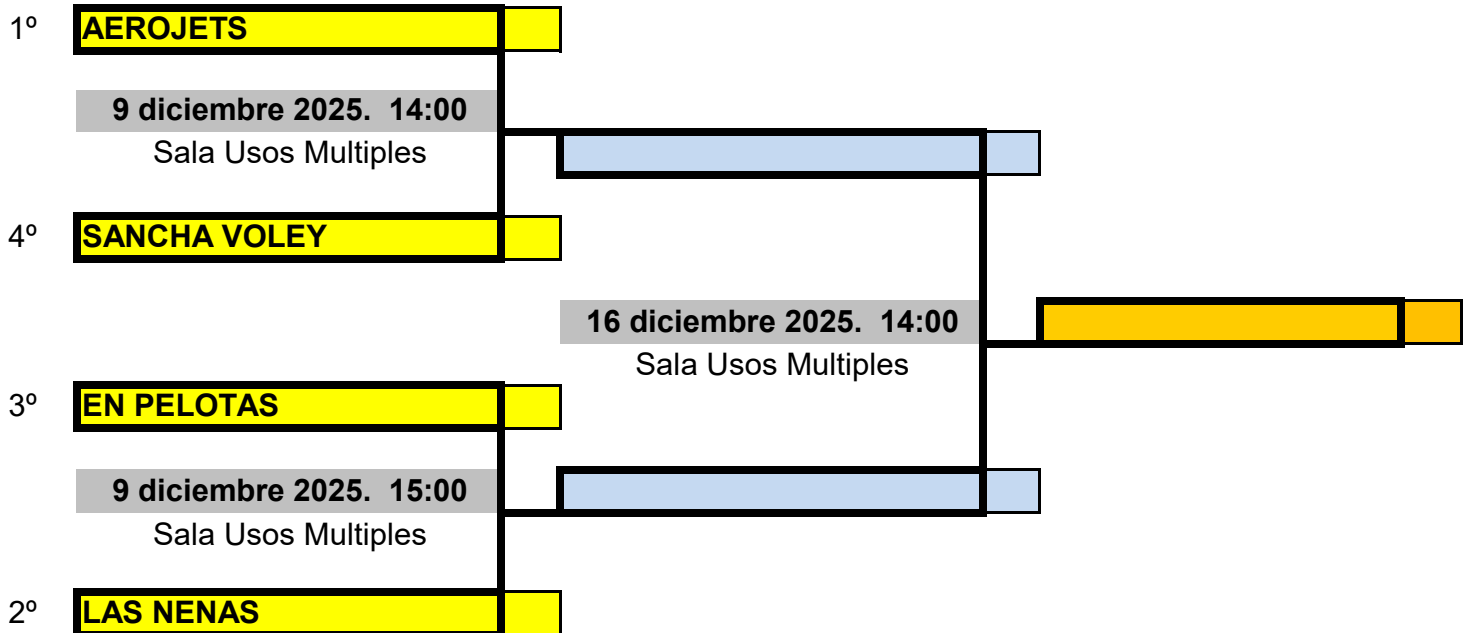 1º AEROJETS
9 diciembre 2025. 14:00
Sala Usos Multiples
4º SANCHA VOLEY
16 diciembre 2025. 14:00
Sala Usos Multiples
3º EN PELOTAS
9 diciembre 2025. 15:00
Sala Usos Multiples
2º LAS NENAS